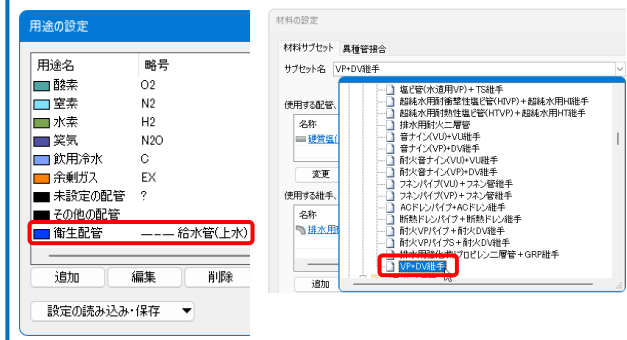 用途の設定
用途名 略号
酸素 O2
窒素 N2
水素 H2
笑気 N2O
飲用冷水 C
余剰ガス EX
未設定の配管 ?
その他の配管
衛生配管 ―-― 給水管(上水)
追加 編集 削除
設定の読み込み・保存 ▼
材料の設定
材料サブセット 異種管接合
サブセット名 VP+DV継手
使用する配管、
名称
硬質塩(
変更
使用する継手、
名称
排水用
追加
塩ビ管(水道用VP)+TS継手
超純水用耐衝撃性塩ビ管(HIVP)+超純水用HI継手
超純水用耐熱性塩ビ管(HTVP)+超純水用HT継手
排水用耐火二層管
音ナイン(VU)+VU継手
音ナイン(VP)+DV継手
耐火音ナイン(VU)+VU継手
耐火音ナイン(VP)+DV継手
フネンパイプ(VU)+フネン管継手
フネンパイプ(VP)+フネン管継手
ACドレンパイプ+ACドレン継手
断熱ドレンパイプ+断熱ドレン継手
耐火VPパイプ+耐火DV継手
耐火VPパイプS+耐火DV継手
プロピレン二層管+GRP継手
VP+DV継手